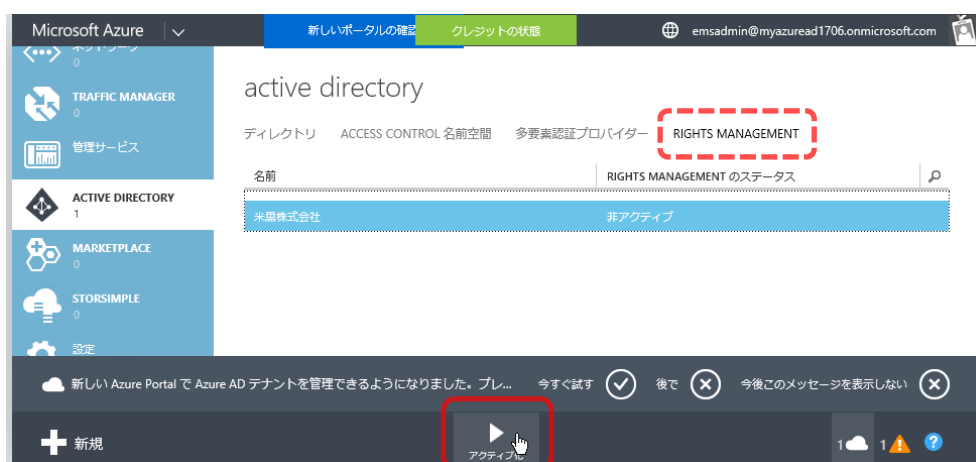 Microsoft Azure
新しいポータルの確認
クレジットの状態
emsadmin@myazuread1706.onmicrosoft.com
ネットワーク
0
TRAFFIC MANAGER
0
管理サービス
ACTIVE DIRECTORY
1
MARKETPLACE
0
STORSIMPLE
0
設定
active directory
ディレクトリ ACCESS CONTROL 名前空間 多要素認証プロバイダー RIGHTS MANAGEMENT
名前 RIGHTS MANAGEMENT のステータス
米黒株式会社 非アクティブ
新しい Azure Portal で Azure AD テナントを管理できるようになりました。プレ... 今すぐ試す 後で 今後このメッセージを表示しない
新規
アクティブ化
1 1 ?